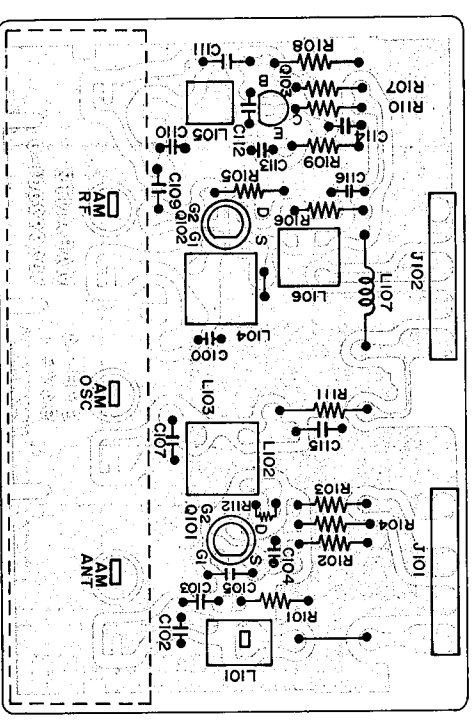 C111
R108
B
Q103
R107
C
R110
L105
C112
E
C114
C110
C113
R109
R105
C116
C109
Q102
G2
G1
D
S
R106
AM
RF
L106
L107
J102
L104
C100
AM
OSC
L103
R111
C107
L102
C115
R112
G2
Q101
D
R103
R104
G1
S
C104
R102
J101
AM
ANT
C103
C105
R101
C102
L101